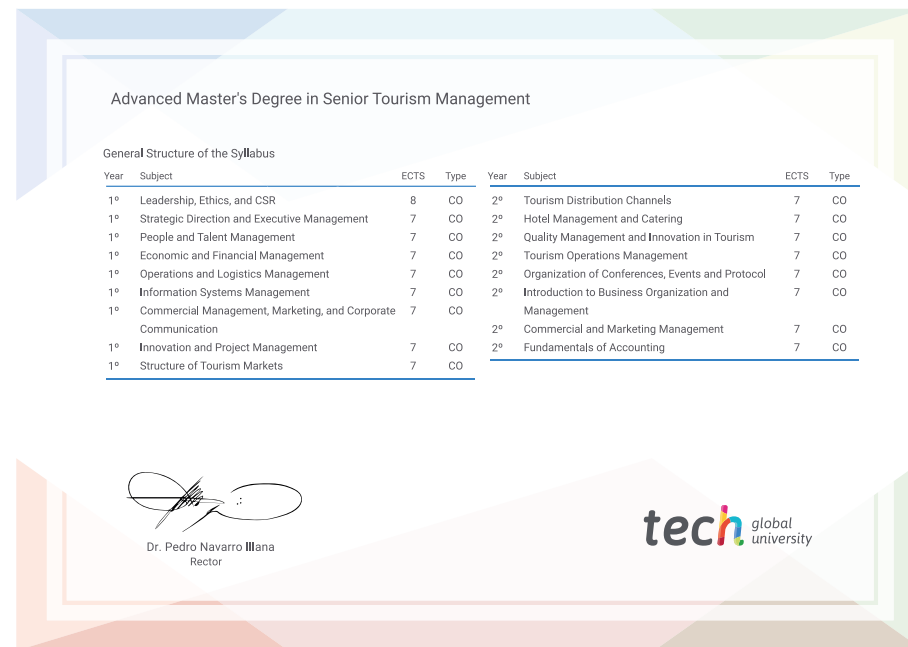 Advanced Master's Degree in Senior Tourism Management
General Structure of the Syllabus
Year Subject ECTS Type
1º Leadership, Ethics, and CSR 8 CO
1º Strategic Direction and Executive Management 7 CO
1º People and Talent Management 7 CO
1º Economic and Financial Management 7 CO
1º Operations and Logistics Management 7 CO
1º Information Systems Management 7 CO
1º Commercial Management, Marketing, and Corporate 7 CO
Communication
1º Innovation and Project Management 7 CO
1º Structure of Tourism Markets 7 CO
Year Subject ECTS Type
2º Tourism Distribution Channels 7 CO
2º Hotel Management and Catering 7 CO
2º Quality Management and Innovation in Tourism 7 CO
2º Tourism Operations Management 7 CO
2º Organization of Conferences, Events and Protocol 7 CO
2º Introduction to Business Organization and 7 CO
Management
2º Commercial and Marketing Management 7 CO
2º Fundamentals of Accounting 7 CO
Dr. Pedro Navarro Illana
Rector
tech global
university